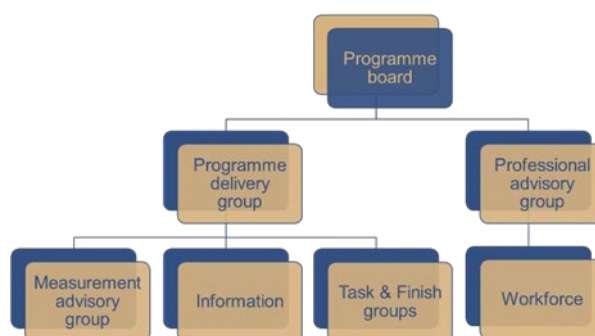 Programme
board
Programme
delivery
group
Professional
advisory
group
Measurement
advisory
group
Information
Task & Finish
groups
Workforce